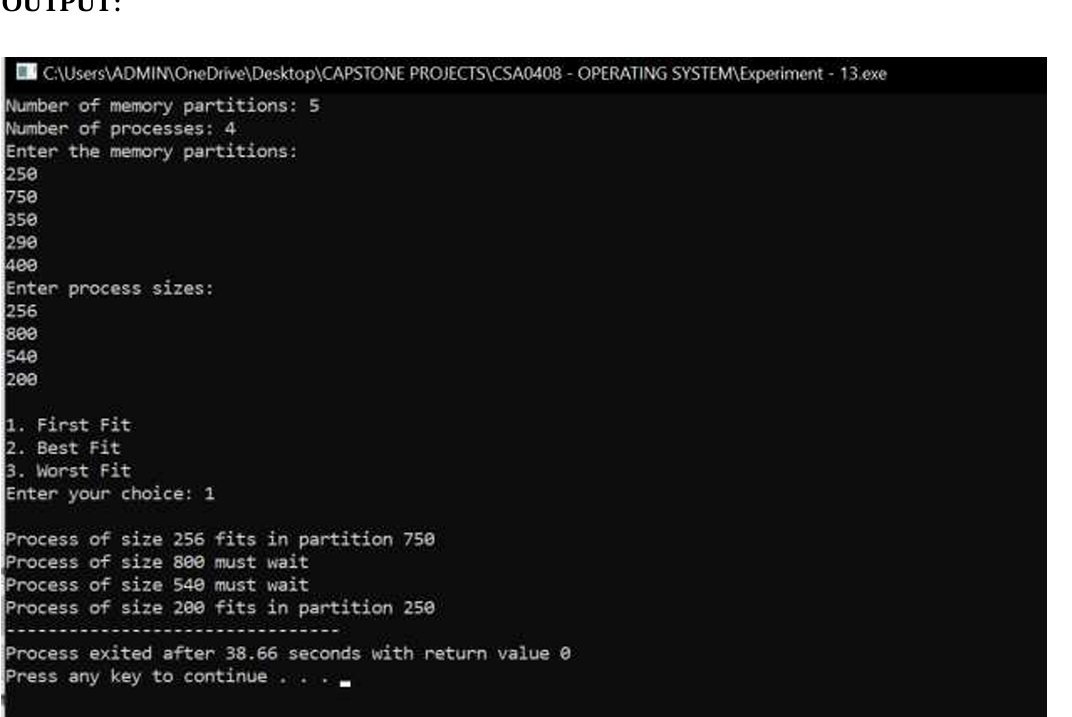 OUTPUT:
C:\Users\ADMIN\OneDrive\Desktop\CAPSTONE PROJECTS\CSA0408 - OPERATING SYSTEM\Experiment - 13.exe
Number of memory partitions: 5
Number of processes: 4
Enter the memory partitions:
250
750
350
290
400
Enter process sizes:
256
800
540
200
1. First Fit
2. Best Fit
3. Worst Fit
Enter your choice: 1
Process of size 256 fits in partition 750
Process of size 800 must wait
Process of size 540 must wait
Process of size 200 fits in partition 250
--------------------------------
Process exited after 38.66 seconds with return value 0
Press any key to continue . . .